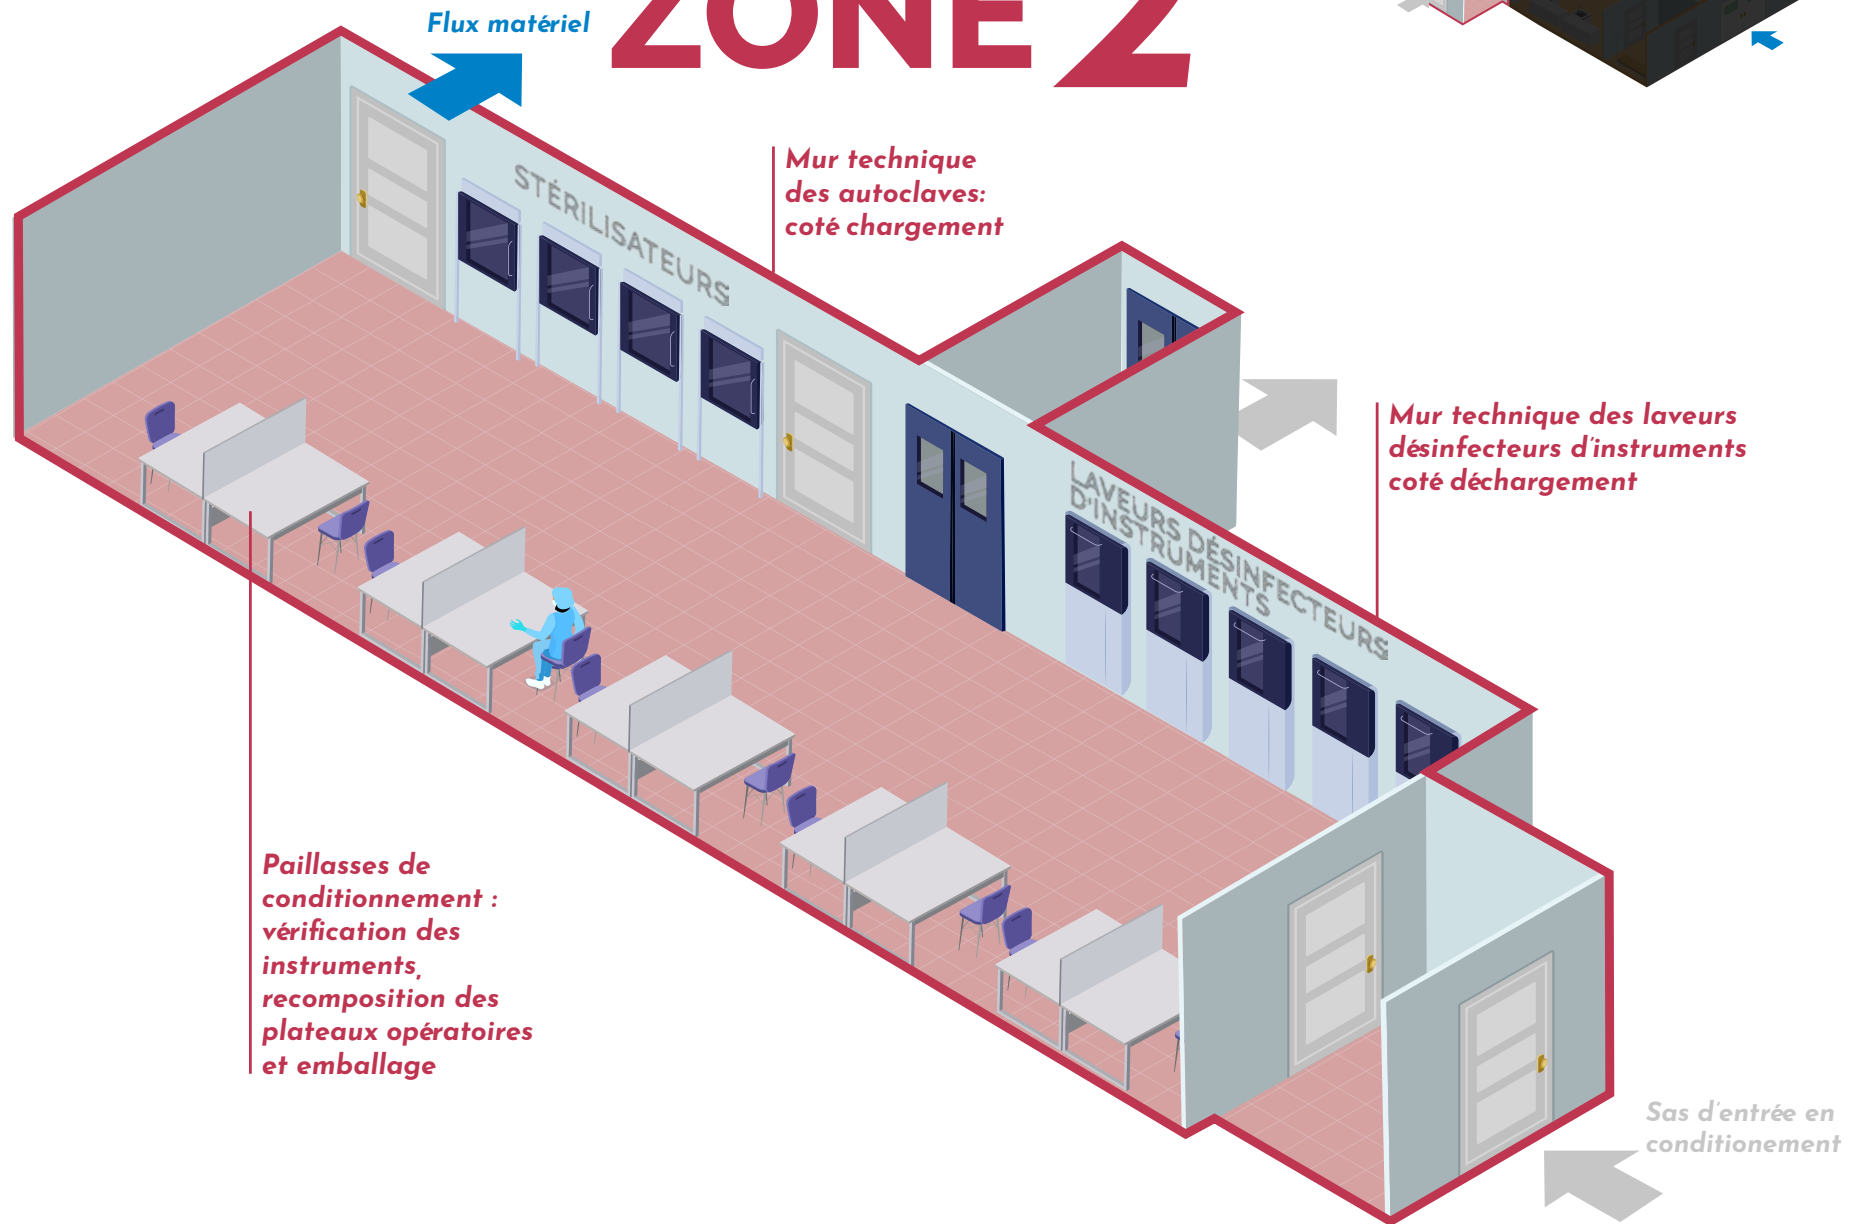 Flux matériel
ZONE 2
Mur technique
des autoclaves:
coté chargement
STÉRILISATEURS
Mur technique des laveurs
désinfecteurs d'instruments
coté déchargement
LAVEURS DÉSINFECTEURS
D'INSTRUMENTS
Paillasses de
conditionnement :
vérification des
instruments,
recomposition des
plateaux opératoires
et emballage
Sas d'entrée en
conditionement